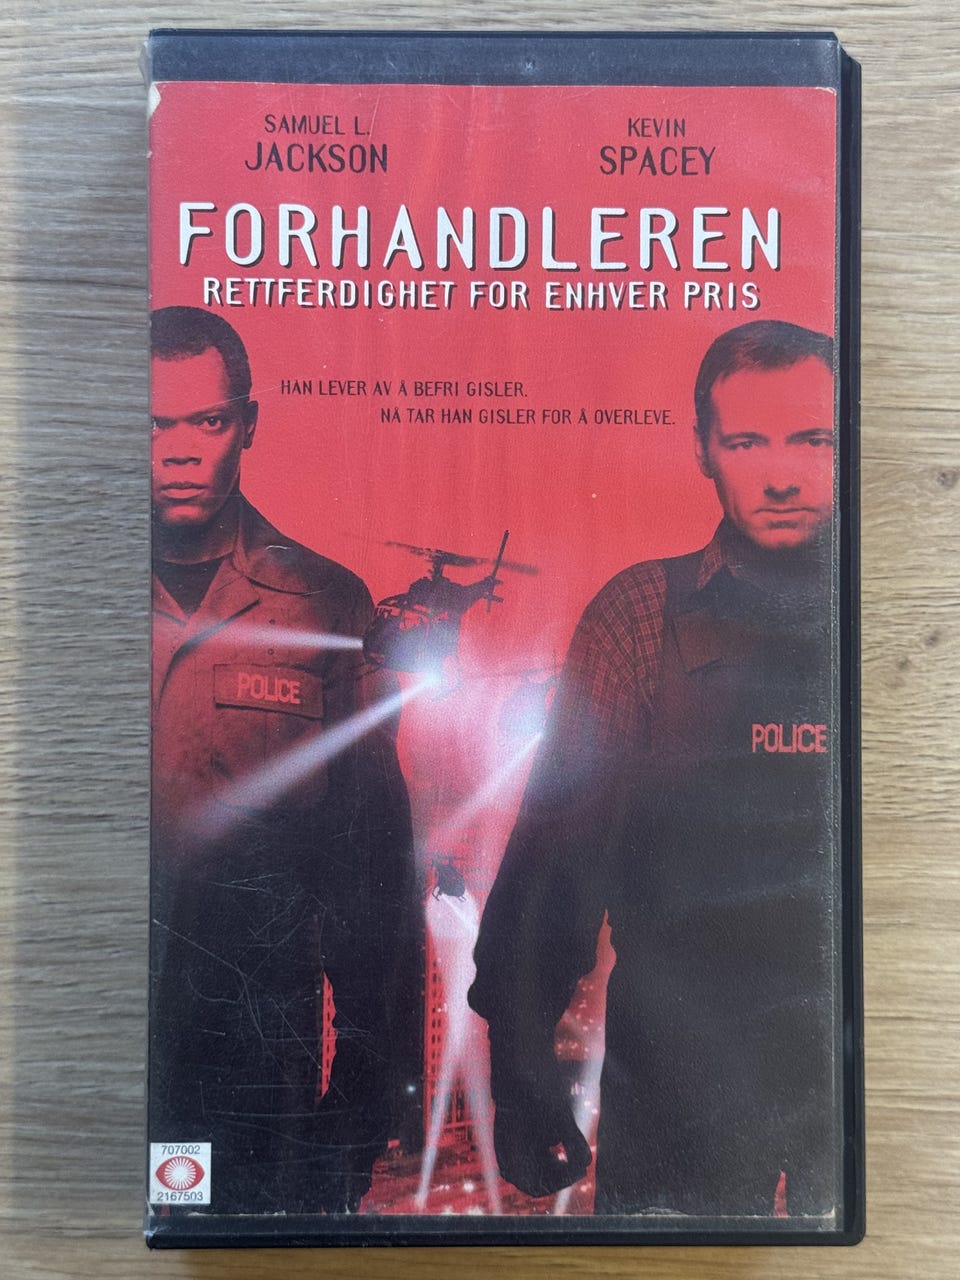 SAMUEL L.
JACKSON
KEVIN
SPACEY
FORHANDLEREN
RETTFERDIGHET FOR ENHVER PRIS
HAN LEVER AV Å BEFRI GISLER.
NÅ TAR HAN GISLER FOR Å OVERLEVE.
POLICE
POLICE
707002
2167503